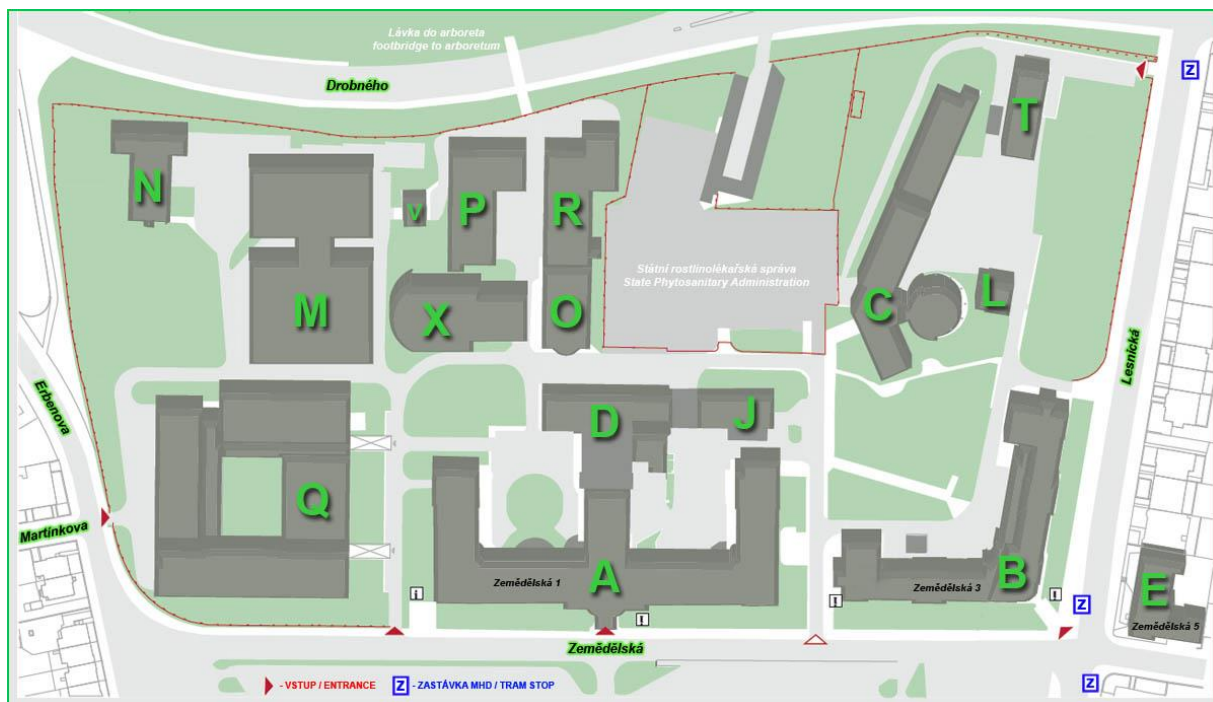 Lávka do arboreta
footbridge to arboretum
Drobného
Z
T
N
V
P
R
Státní rostlinolékařská správa
State Phytosanitary Administration
M
X
O
C
L
Lesnická
Erbenova
D
J
Q
Martínkova
Zemědělská 1
A
Zemědělská 3
B
E
Zemědělská 5
i
!
!
!
Z
Zemědělská
- VSTUP / ENTRANCE
Z - ZASTÁVKA MHD / TRAM STOP
Z